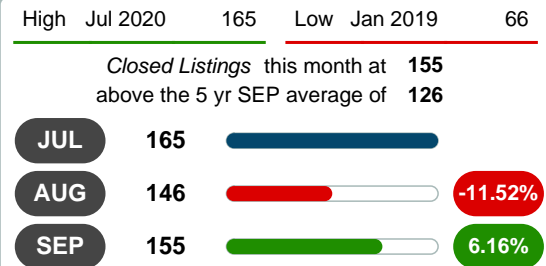 High Jul 2020 165 Low Jan 2019 66
Closed Listings this month at 155
above the 5 yr SEP average of 126
JUL 165
AUG 146 -11.52%
SEP 155 6.16%